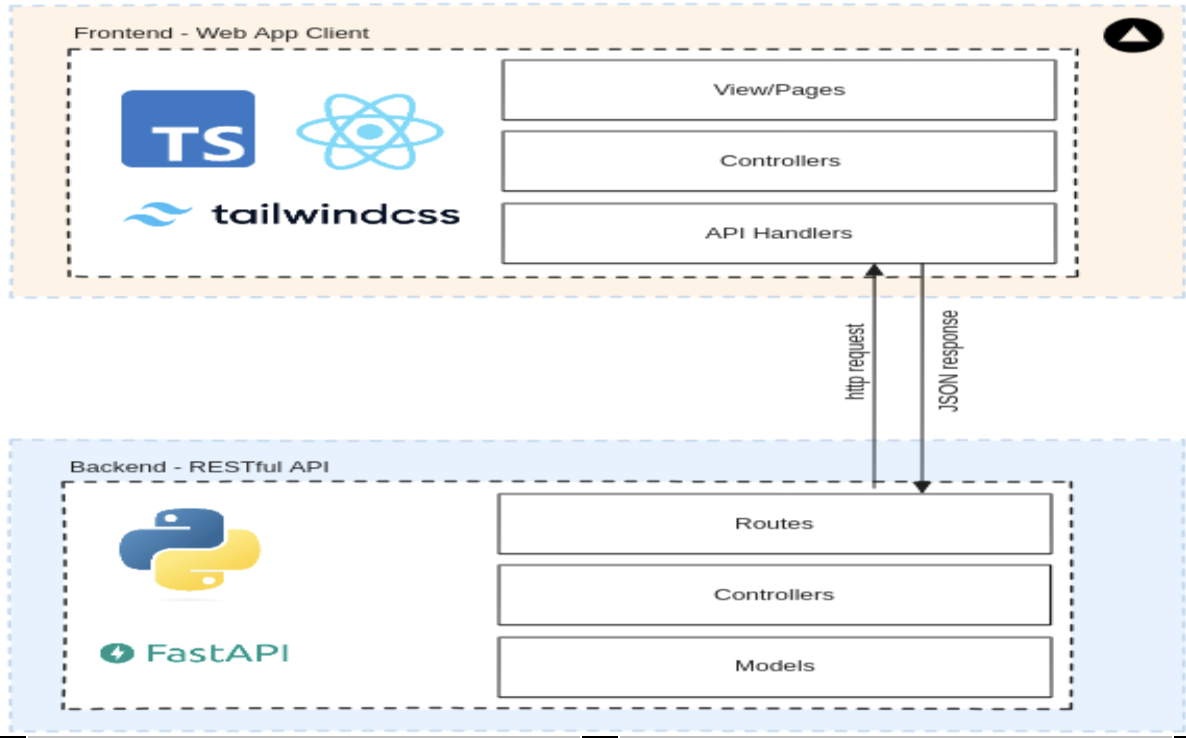 Frontend - Web App Client
View/Pages
TS
Controllers
tailwindcss
API Handlers
http request
JSON response
Backend - RESTful API
Routes
Controllers
FastAPI
Models